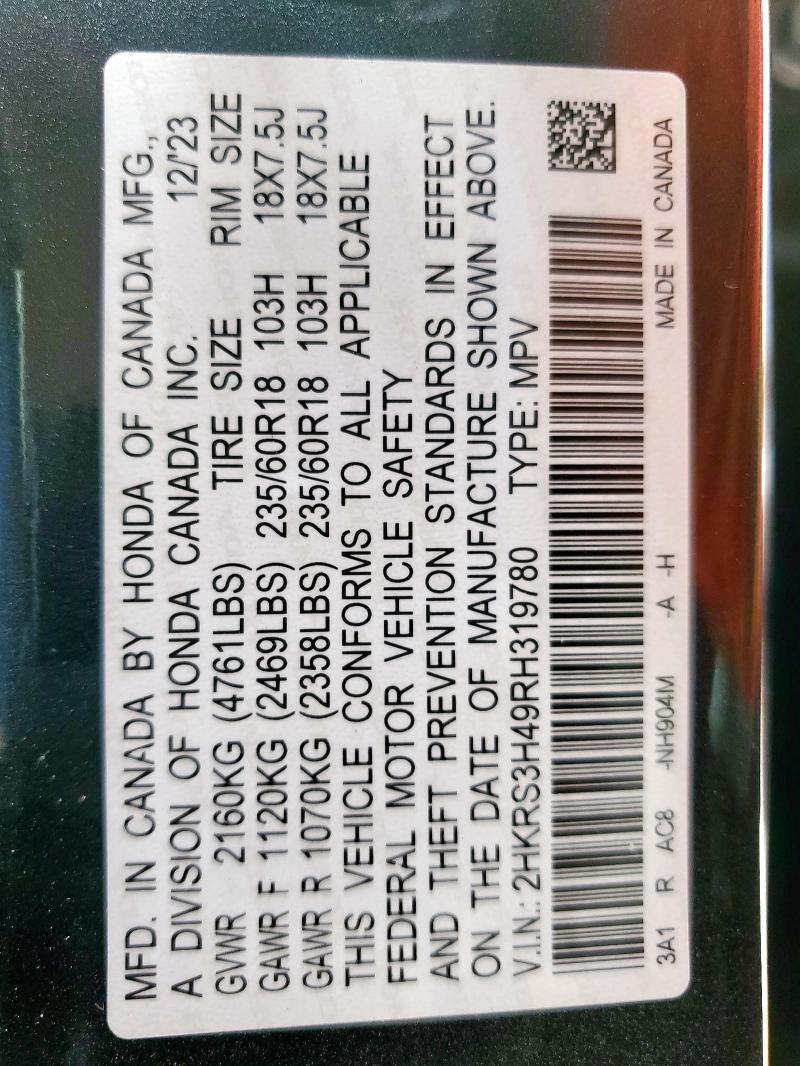 MFD. IN CANADA BY HONDA OF CANADA MFG.,
A DIVISION OF HONDA CANADA INC. 12/'23
GVWR 2160KG (4761LBS) TIRE SIZE RIM SIZE
GAWR F 1120KG (2469LBS) 235/60R18 103H 18X7.5J
GAWR R 1070KG (2358LBS) 235/60R18 103H 18X7.5J
THIS VEHICLE CONFORMS TO ALL APPLICABLE
FEDERAL MOTOR VEHICLE SAFETY
AND THEFT PREVENTION STANDARDS IN EFFECT
ON THE DATE OF MANUFACTURE SHOWN ABOVE.
V.I.N.: 2HKRS3H49RH319780 TYPE: MPV
3A1 R AC8 -NH904M -A -H MADE IN CANADA